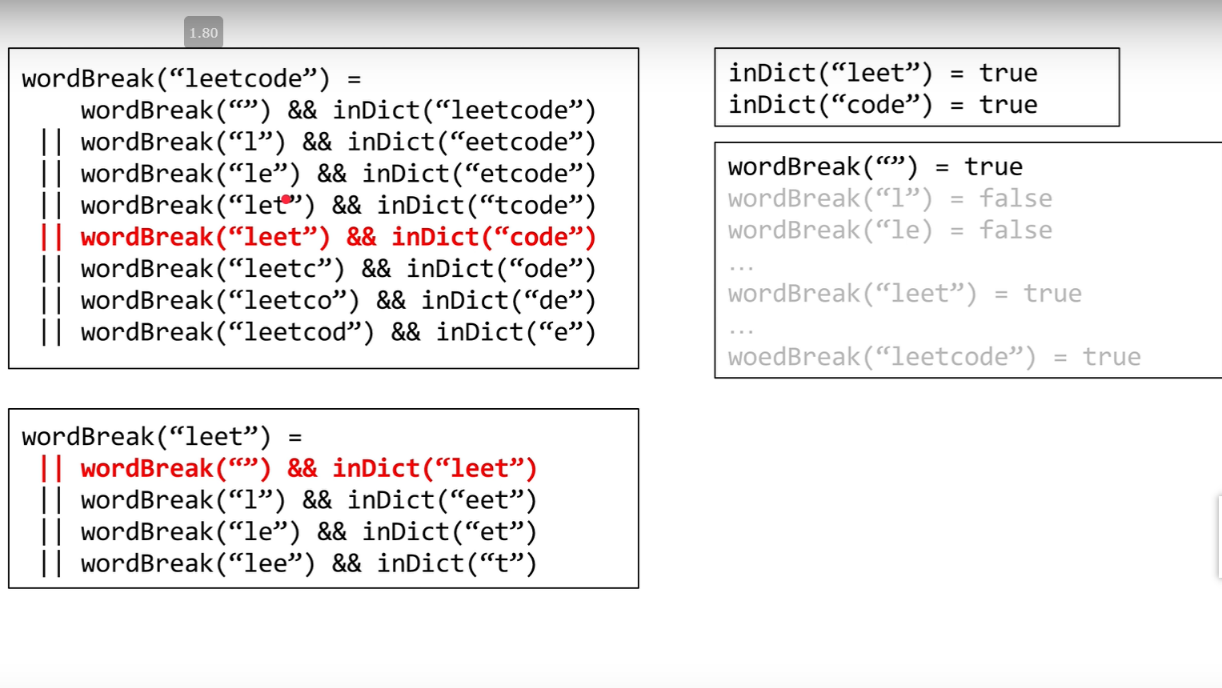 1.80
wordBreak(“leetcode”) =
wordBreak(“”) && inDict(“leetcode”)
|| wordBreak(“l”) && inDict(“eetcode”)
|| wordBreak(“le”) && inDict(“etcode”)
|| wordBreak(“let”) && inDict(“tcode”)
|| wordBreak(“leet”) && inDict(“code”)
|| wordBreak(“leetc”) && inDict(“ode”)
|| wordBreak(“leetco”) && inDict(“de”)
|| wordBreak(“leetcod”) && inDict(“e”)
wordBreak(“leet”) =
|| wordBreak(“”) && inDict(“leet”)
|| wordBreak(“l”) && inDict(“eet”)
|| wordBreak(“le”) && inDict(“et”)
|| wordBreak(“lee”) && inDict(“t”)
inDict(“leet”) = true
inDict(“code”) = true
wordBreak(“”) = true
wordBreak(“l”) = false
wordBreak(“le) = false
...
wordBreak(“leet”) = true
...
woedBreak(“leetcode”) = true